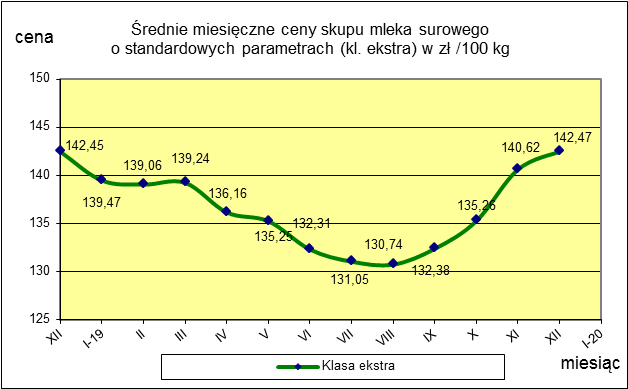 Średnie miesięczne ceny skupu mleka surowego
o standardowych parametrach (kl. ekstra) w zł /100 kg
cena
150
145
140
135
130
125
142,45
139,47
139,06
139,24
136,16
135,25
132,31
131,05
130,74
132,38
135,26
140,62
142,47
XII
I-19
II
III
IV
V
VI
VII
VIII
IX
X
XI
XII
I-20
miesiąc
Klasa ekstra